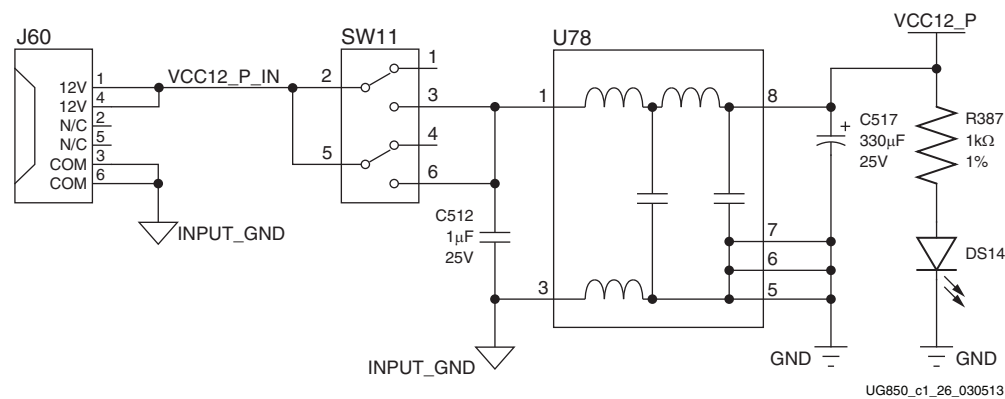 VCC12_P
J60
SW11
U78
12V 1
12V 4
N/C 2
N/C 5
COM 3
COM 6
VCC12_P_IN
INPUT_GND
2
5
1
3
4
6
C512
1µF
25V
INPUT_GND
1
3
8
7
6
5
C517
330µF
25V
+
GND
R387
1kΩ
1%
DS14
GND
UG850_c1_26_030513